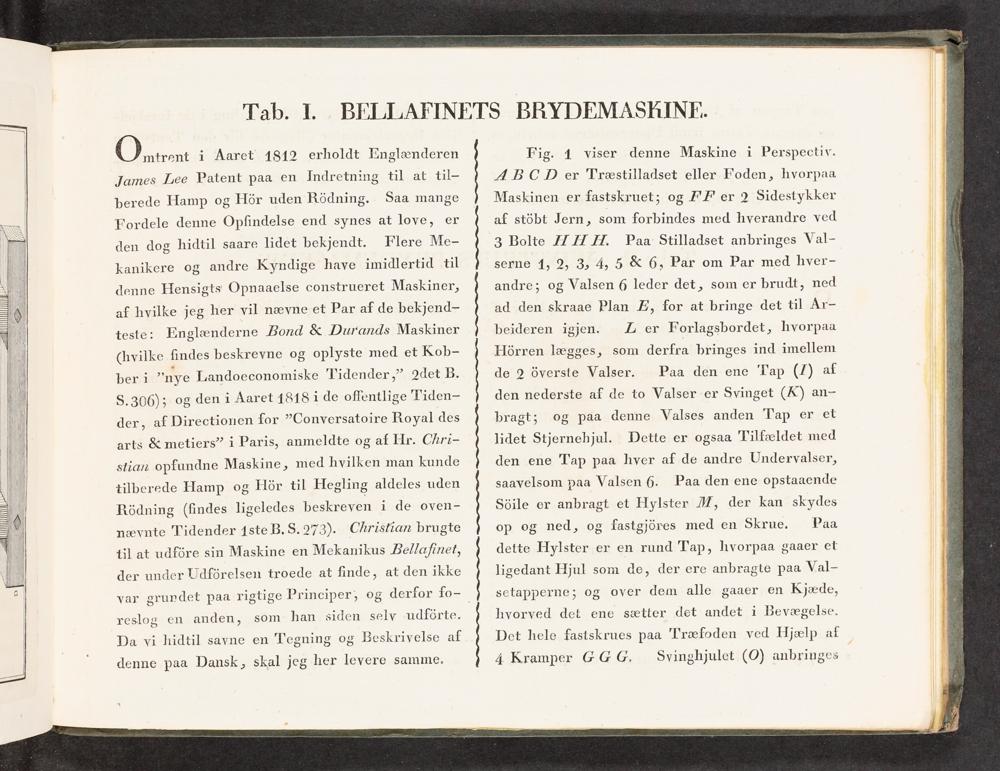 Tab. I. BELLAFINETS BRYDEMASKINE.
Omtrent i Aaret 1812 erholdt Englænderen
James Lee Patent paa en Indretning til at til-
berede Hamp og Hör uden Rödning. Saa mange
Fordele denne Opfindelse end synes at love, er
den dog hidtil saare lidet bekjendt. Flere Me-
kanikere og andre Kyndige have imidlertid til
denne Hensigts Opnaaelse construeret Maskiner,
af hvilke jeg her vil nævne et Par af de bekjend-
teste: Englænderne Bond & Durands Maskiner
(hvilke findes beskrevne og oplyste med et Kob-
ber i "nye Landoeconomiske Tidender," 2det B.
S. 306); og den i Aaret 1818 i de offentlige Tiden-
der, af Directionen for "Conversatoire Royal des
arts & metiers" i Paris, anmeldte og af Hr. Chri-
stian opfundne Maskine, med hvilken man kunde
tilberede Hamp og Hör til Hegling aldeles uden
Rödning (findes ligeledes beskreven i de oven-
nævnte Tidender 1ste B. S. 273). Christian brugte
til at udföre sin Maskine en Mekanikus Bellafinet,
der under Udförelsen troede at finde, at den ikke
var grundet paa rigtige Principer, og derfor fo-
reslog en anden, som han siden selv udförte.
Da vi hidtil savne en Tegning og Beskrivelse af
denne paa Dansk, skal jeg her levere samme.
Fig. 1 viser denne Maskine i Perspectiv.
A B C D er Træstilladset eller Foden, hvorpaa
Maskinen er fastskruet; og FF er 2 Sidestykker
af stöbt Jern, som forbindes med hverandre ved
3 Bolte H H H. Paa Stilladset anbringes Val-
serne 1, 2, 3, 4, 5 & 6, Par om Par med hver-
andre; og Valsen 6 leder det, som er brudt, ned
ad den skraae Plan E, for at bringe det til Ar-
beideren igjen. L er Forlagsbordet, hvorpaa
Hörren lægges, som derfra bringes ind imellem
de 2 överste Valser. Paa den ene Tap (I) af
den nederste af de to Valser er Svinget (K) an-
bragt; og paa denne Valses anden Tap er et
lidet Stjernehjul. Dette er ogsaa Tilfældet med
den ene Tap paa hver af de andre Undervalser,
saavelsom paa Valsen 6. Paa den ene opstaaende
Söile er anbragt et Hylster M, der kan skydes
op og ned, og fastgjöres med en Skrue. Paa
dette Hylster er en rund Tap, hvorpaa gaaer et
ligedant Hjul som de, der ere anbragte paa Val-
setapperne; og over dem alle gaaer en Kjæde,
hvorved det ene sætter det andet i Bevægelse.
Det hele fastskrues paa Træfoden ved Hjælp af
4 Kramper G G G. Svinghjulet (O) anbringes